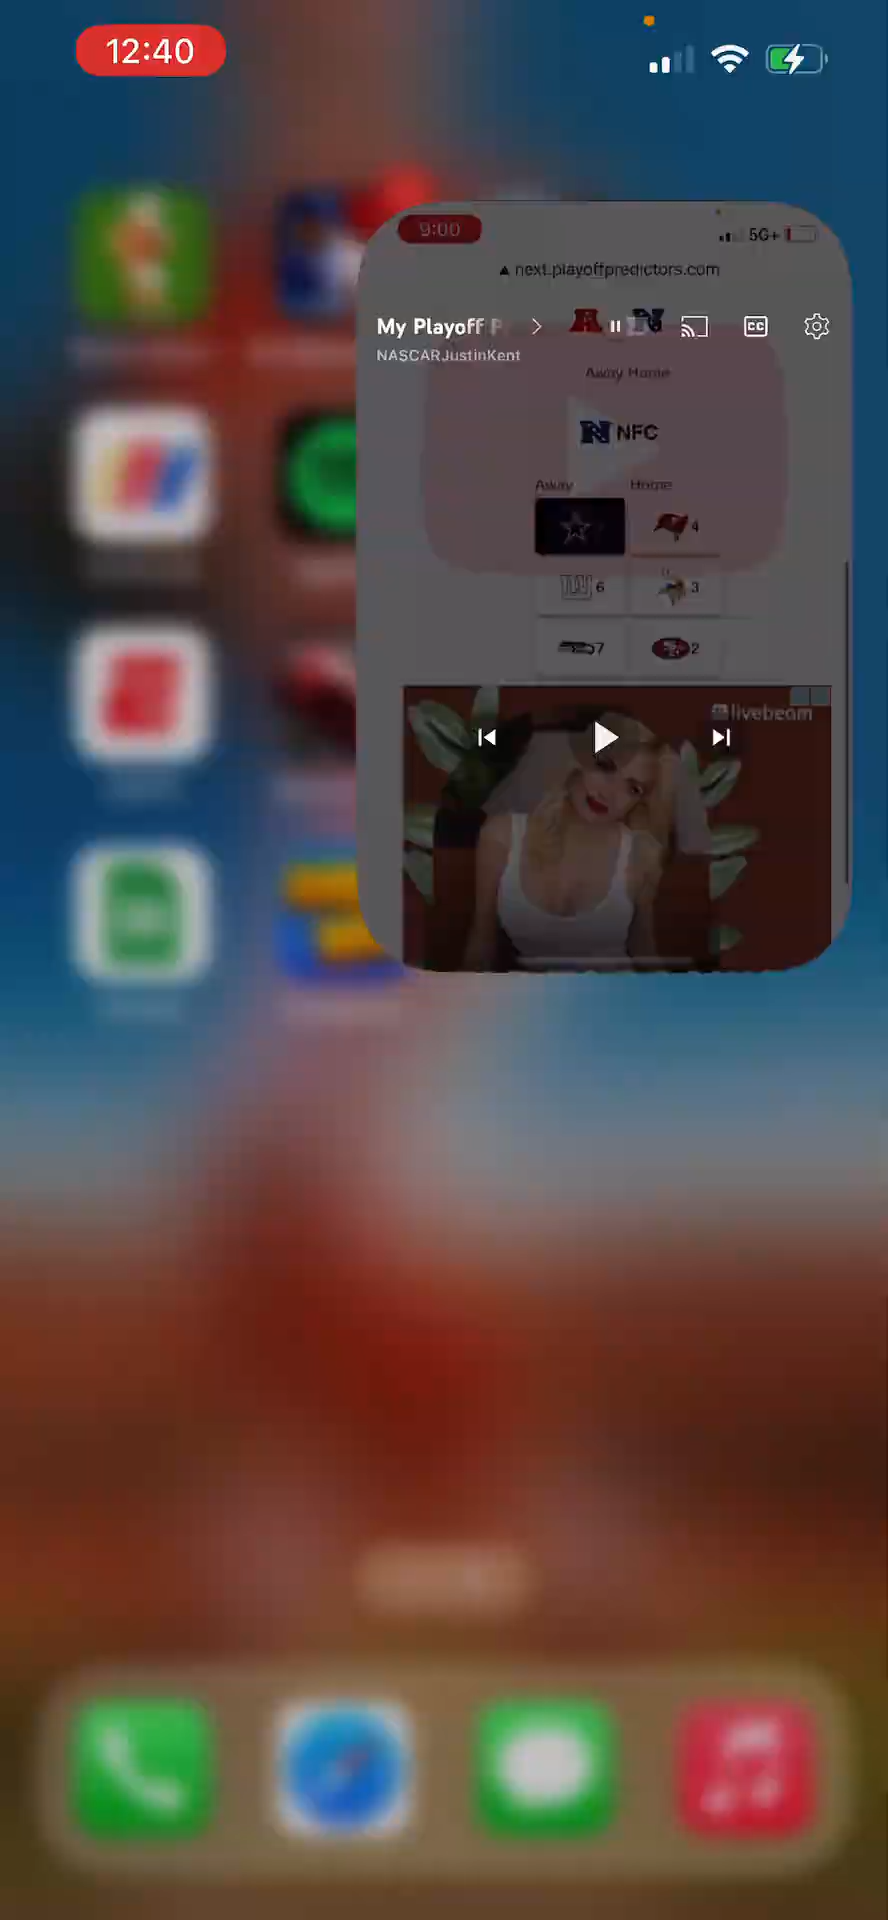 12:40
9:00
5G+
▲ next.playoffpredictors.com
My Playoff P
CC
NASCARJustinKent
Away Home
NFC
Away Home
4
6 3
7 2
livebeam